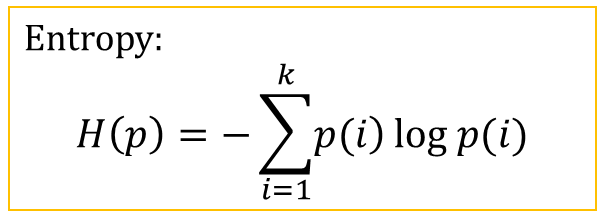 Entropy:
H(p) = − ∑_{i=1}^{k} p(i) log p(i)